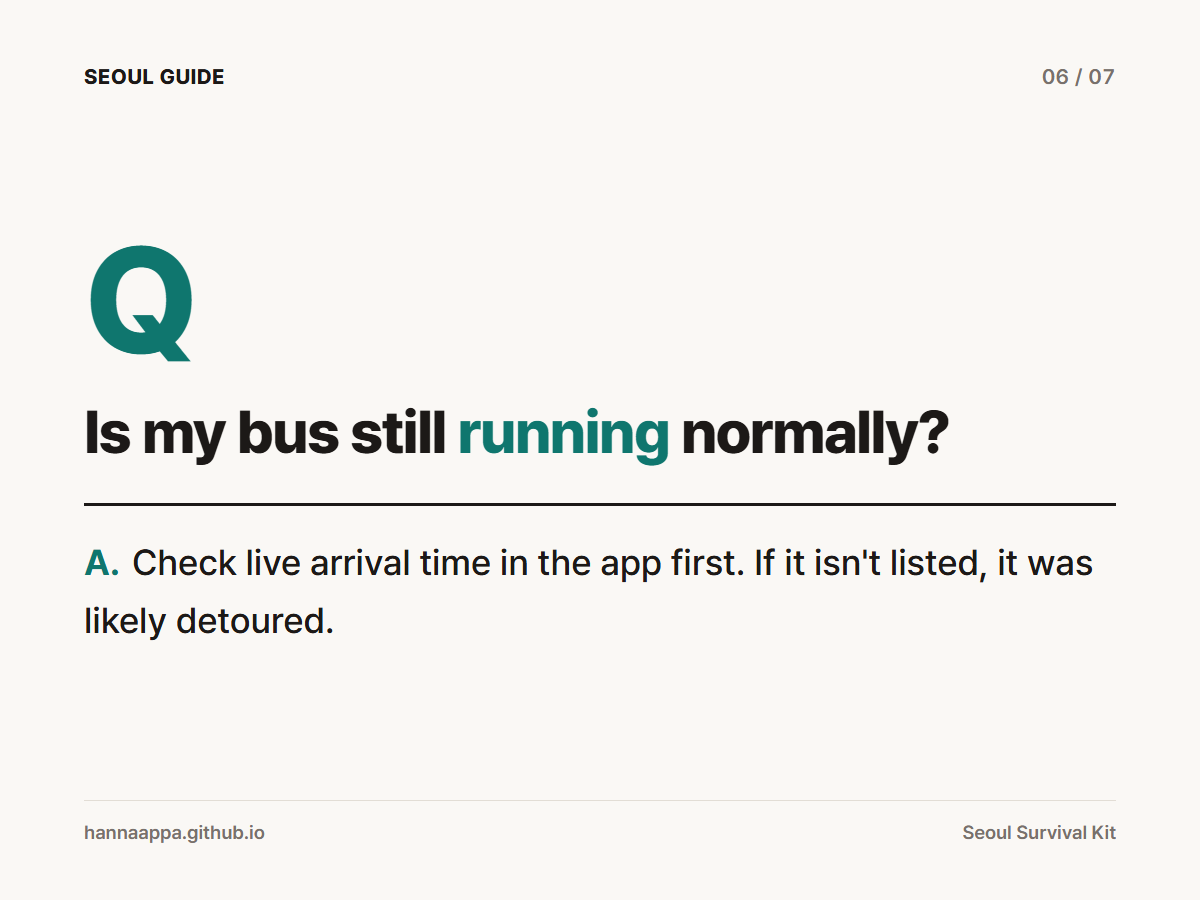 SEOUL GUIDE
06 / 07
Q
Is my bus still running normally?
A. Check live arrival time in the app first. If it isn't listed, it was
likely detoured.
hannaappa.github.io
Seoul Survival Kit